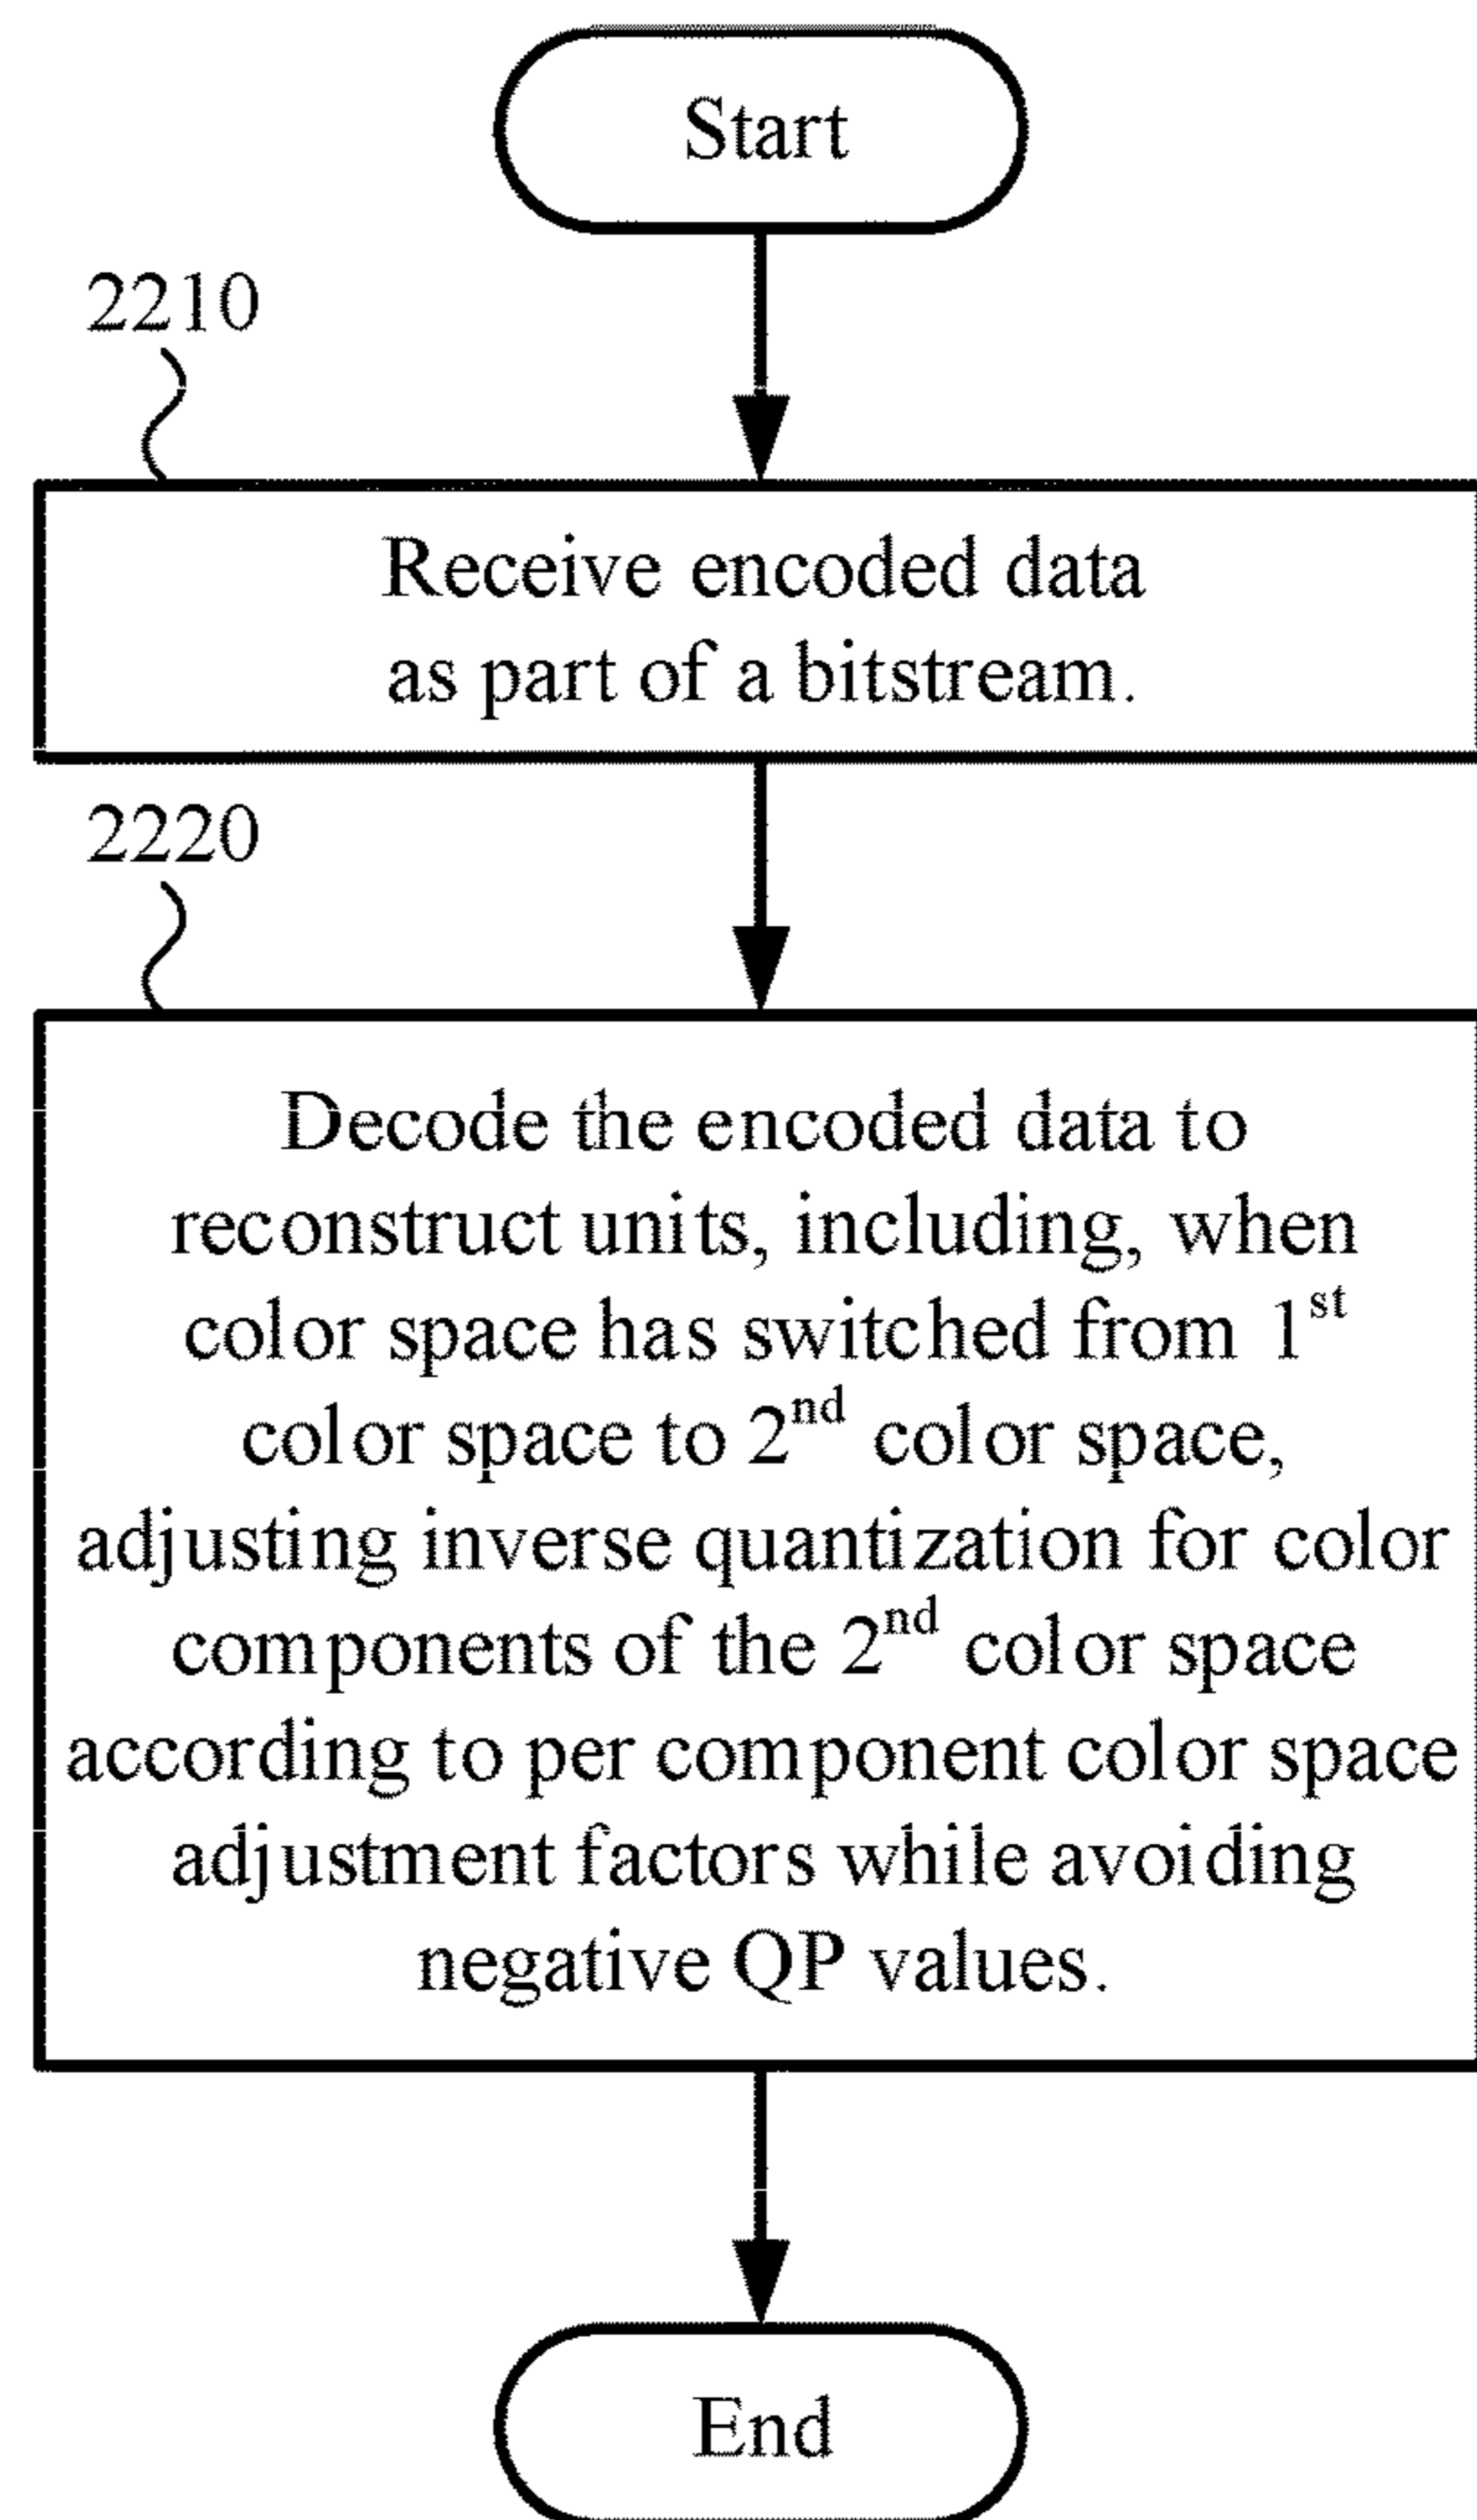 Start
2210
Receive encoded data
as part of a bitstream.
2220
Decode the encoded data to
reconstruct units, including, when
color space has switched from 1st
color space to 2nd color space,
adjusting inverse quantization for color
components of the 2nd color space
according to per component color space
adjustment factors while avoiding
negative QP values.
End